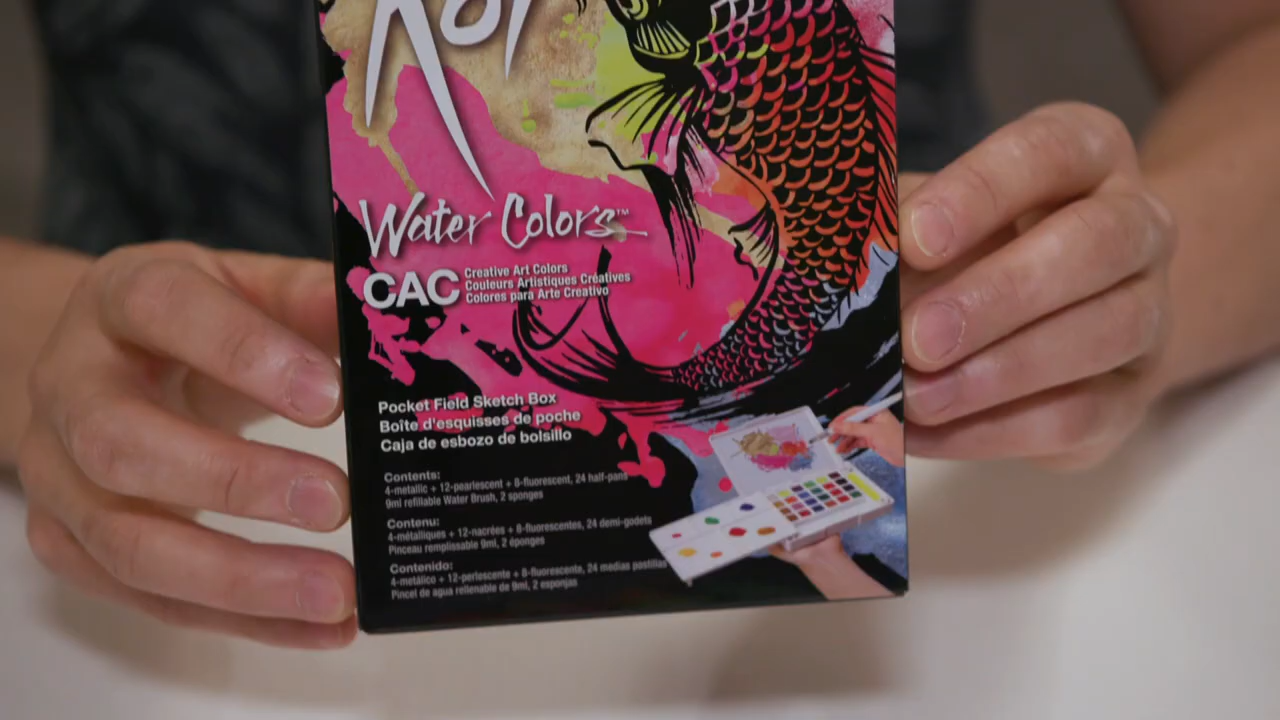 Koi
Water Colors™
CAC
Creative Art Colors
Couleurs Artistiques Créatives
Colores para Arte Creativo
Pocket Field Sketch Box
Boîte d'esquisses de poche
Caja de esbozo de bolsillo
Contents:
4-metallic + 12-pearlescent + 8-fluorescent, 24 half-pans
9ml refillable Water Brush, 2 sponges
Contenu:
4-métalliques + 12-nacrées + 8-fluorescentes, 24 demi-godets
Pinceau remplissable 9ml, 2 éponges
Contenido:
4-metálico + 12-perlescente + 8-fluorescente, 24 medias pastillas
Pincel de agua rellenable de 9ml, 2 esponjas